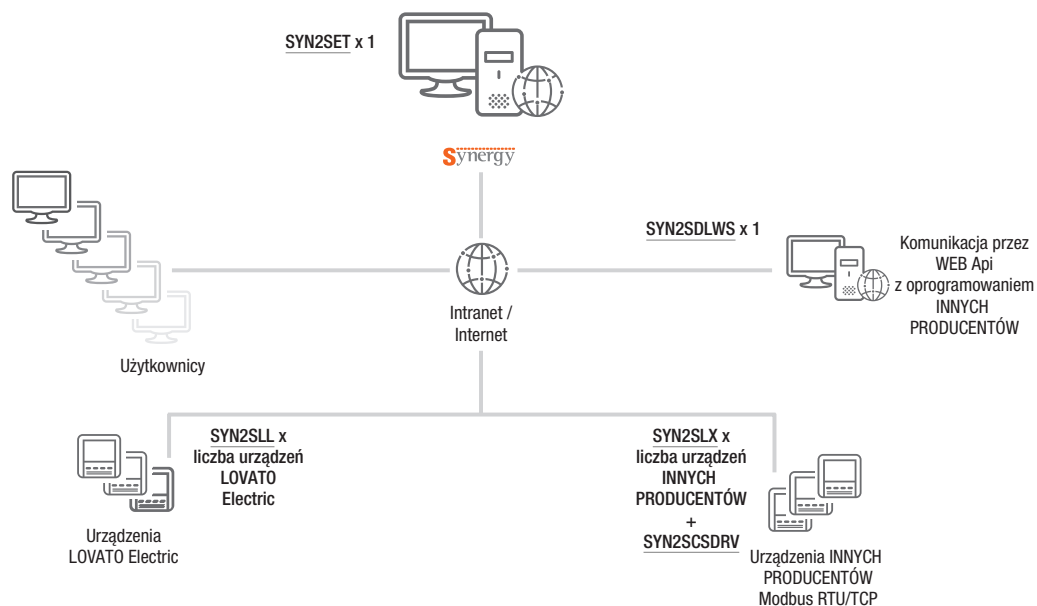 SYN2SET x 1
Synergy
SYN2SDLWS x 1
Komunikacja przez
WEB Api
z oprogramowaniem
INNYCH
PRODUCENTÓW
Intranet /
Internet
Użytkownicy
SYN2SLL x
liczba urządzeń
LOVATO
Electric
SYN2SLX x
liczba urządzeń
INNYCH
PRODUCENTÓW
+
SYN2SCSDRV
Urządzenia
LOVATO Electric
Urządzenia INNYCH
PRODUCENTÓW
Modbus RTU/TCP